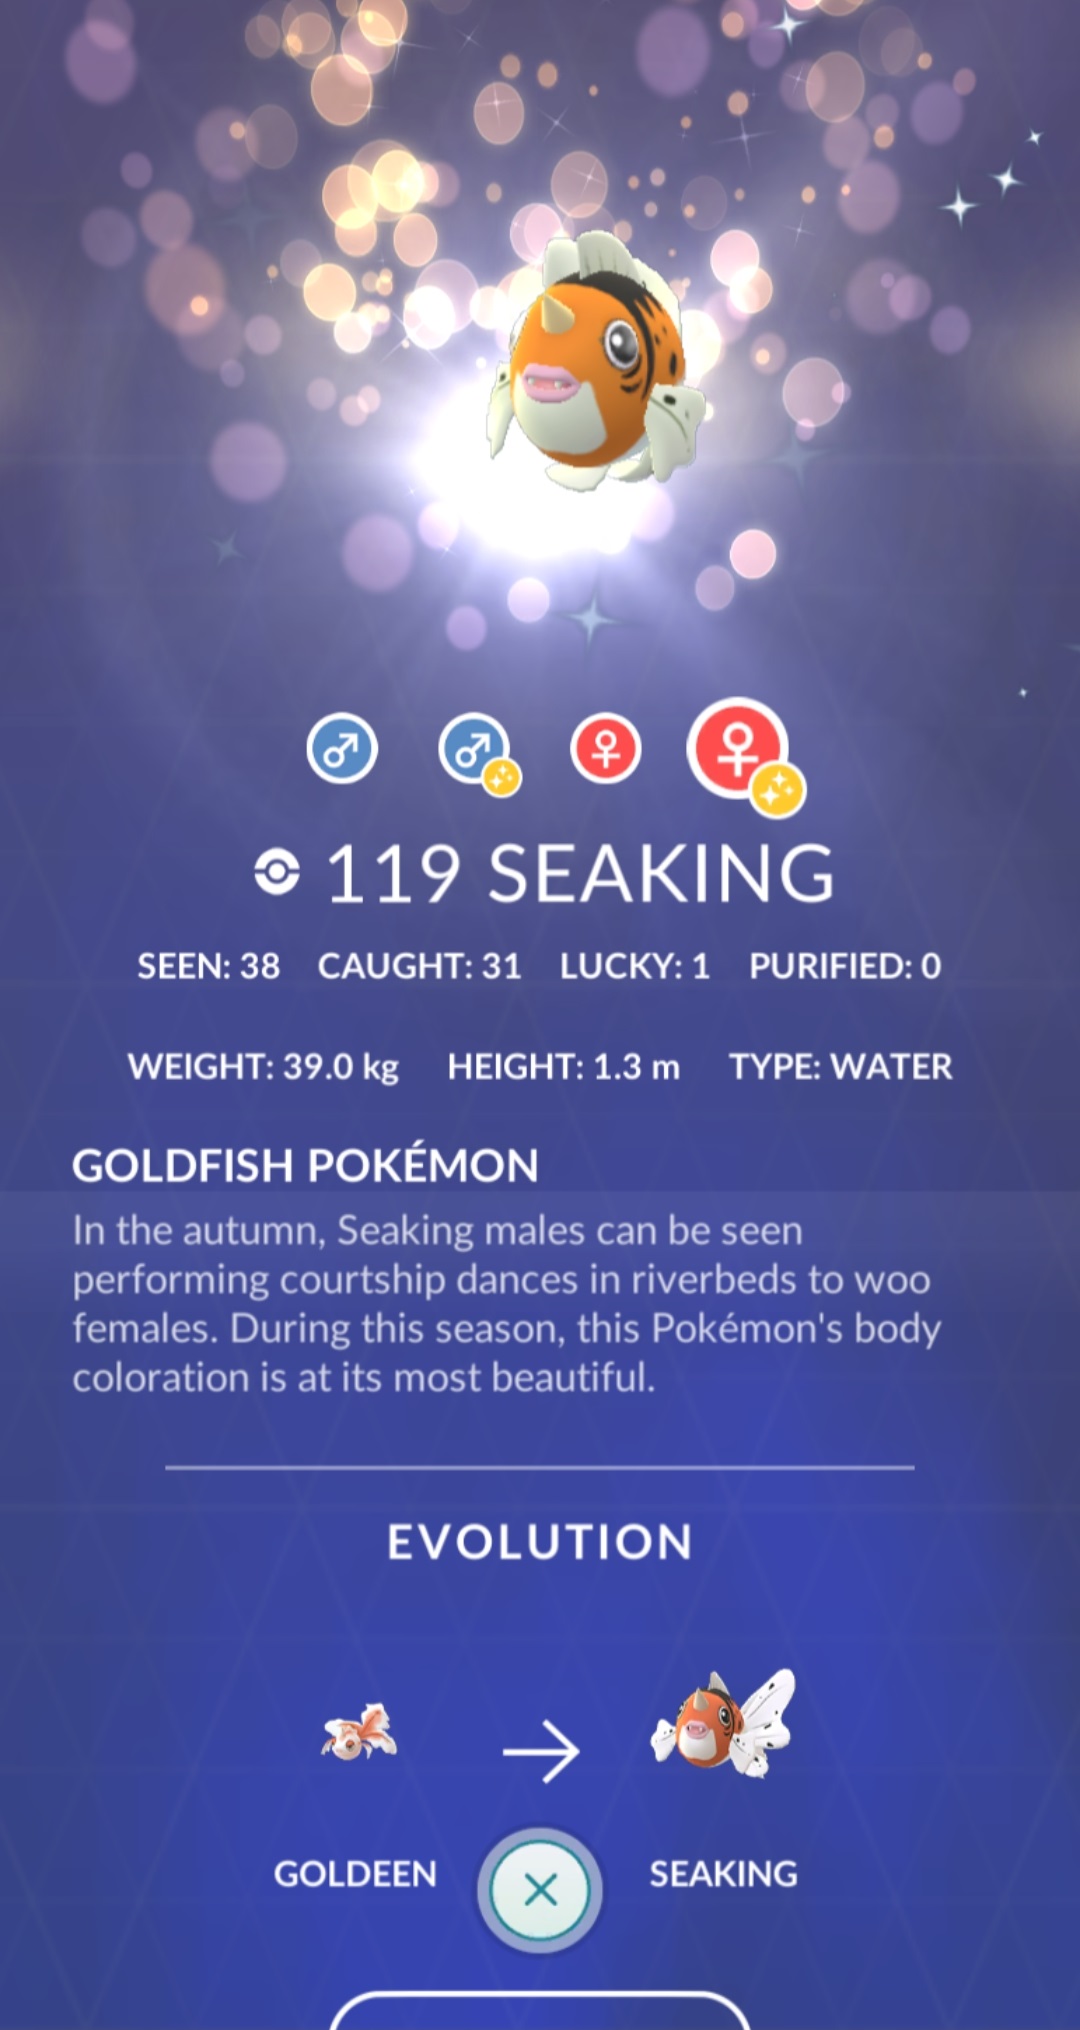 119 SEAKING
SEEN: 38 CAUGHT: 31 LUCKY: 1 PURIFIED: 0
WEIGHT: 39.0 kg HEIGHT: 1.3 m TYPE: WATER
GOLDFISH POKÉMON
In the autumn, Seaking males can be seen
performing courtship dances in riverbeds to woo
females. During this season, this Pokémon's body
coloration is at its most beautiful.
EVOLUTION
GOLDEEN SEAKING